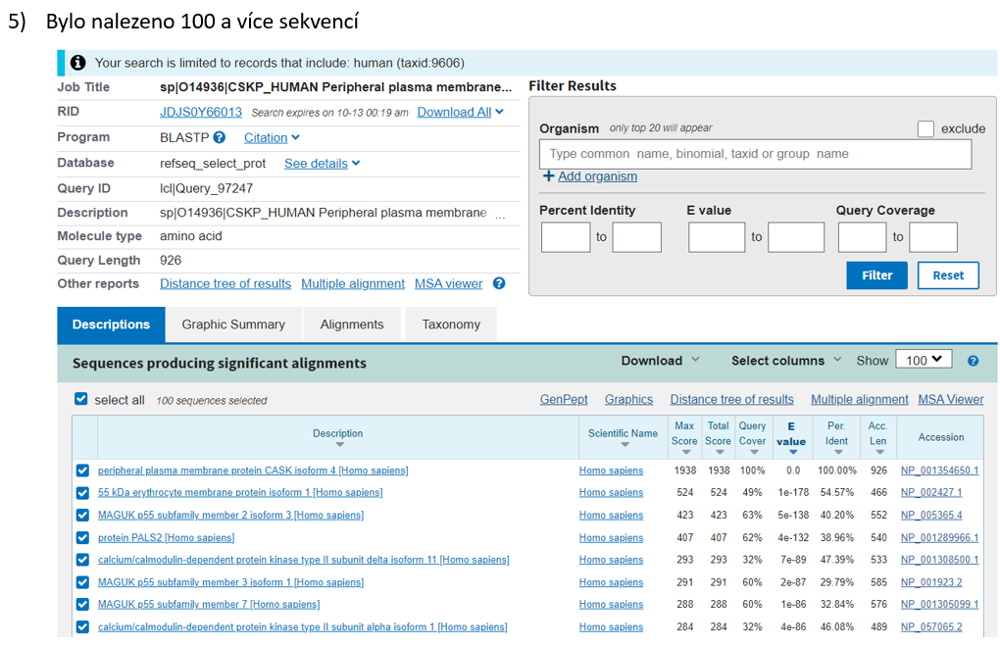 5) Bylo nalezeno 100 a více sekvencí
Your search is limited to records that include: human (taxid:9606)
Job Title sp|O14936|CSKP_HUMAN Peripheral plasma membrane...
RID JDJS0Y66013 Search expires on 10-13 00:19 am Download All
Program BLASTP ? Citation
Database refseq_select_prot See details
Query ID lcl|Query_97247
Description sp|O14936|CSKP_HUMAN Peripheral plasma membrane ...
Molecule type amino acid
Query Length 926
Other reports Distance tree of results Multiple alignment MSA viewer ?
Filter Results
Organism only top 20 will appear exclude
Type common name, binomial, taxid or group name
+ Add organism
Percent Identity E value Query Coverage
to to to
Filter Reset
Descriptions Graphic Summary Alignments Taxonomy
Sequences producing significant alignments Download Select columns Show 100 ?
select all 100 sequences selected GenPept Graphics Distance tree of results Multiple alignment MSA Viewer
Description Scientific Name Max Score Total Score Query Cover E value Per. Ident Acc. Len Accession
peripheral plasma membrane protein CASK isoform 4 [Homo sapiens] Homo sapiens 1938 1938 100% 0.0 100.00% 926 NP_001354650.1
55 kDa erythrocyte membrane protein isoform 1 [Homo sapiens] Homo sapiens 524 524 49% 1e-178 54.57% 466 NP_002427.1
MAGUK p55 subfamily member 2 isoform 3 [Homo sapiens] Homo sapiens 423 423 63% 5e-138 40.20% 552 NP_005365.4
protein PALS2 [Homo sapiens] Homo sapiens 407 407 62% 4e-132 38.96% 540 NP_001289966.1
calcium/calmodulin-dependent protein kinase type II subunit delta isoform 11 [Homo sapiens] Homo sapiens 293 293 32% 7e-89 47.39% 533 NP_001308500.1
MAGUK p55 subfamily member 3 isoform 1 [Homo sapiens] Homo sapiens 291 291 60% 2e-87 29.79% 585 NP_001923.2
MAGUK p55 subfamily member 7 [Homo sapiens] Homo sapiens 288 288 60% 1e-86 32.84% 576 NP_001305099.1
calcium/calmodulin-dependent protein kinase type II subunit alpha isoform 1 [Homo sapiens] Homo sapiens 284 284 32% 4e-86 46.08% 489 NP_057065.2